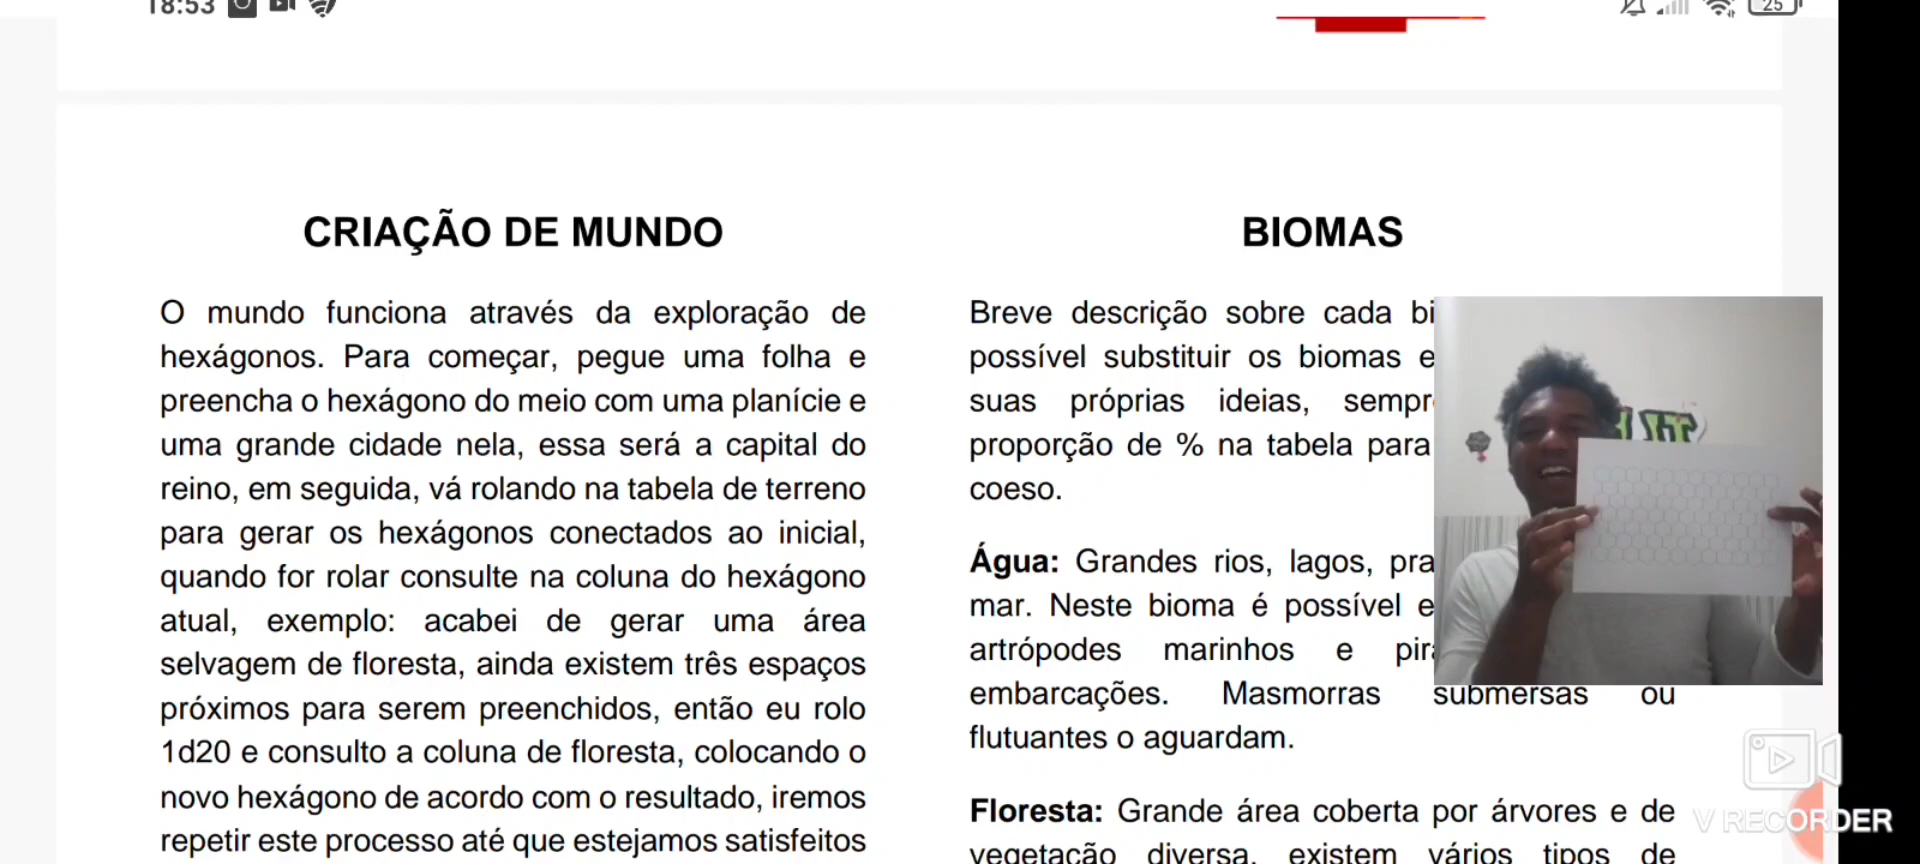 18:53
25
CRIAÇÃO DE MUNDO
O mundo funciona através da exploração de
hexágonos. Para começar, pegue uma folha e
preencha o hexágono do meio com uma planície e
uma grande cidade nela, essa será a capital do
reino, em seguida, vá rolando na tabela de terreno
para gerar os hexágonos conectados ao inicial,
quando for rolar consulte na coluna do hexágono
atual, exemplo: acabei de gerar uma área
selvagem de floresta, ainda existem três espaços
próximos para serem preenchidos, então eu rolo
1d20 e consulto a coluna de floresta, colocando o
novo hexágono de acordo com o resultado, iremos
repetir este processo até que estejamos satisfeitos
BIOMAS
Breve descrição sobre cada bi
possível substituir os biomas e
suas próprias ideias, sempr
proporção de % na tabela para
coeso.
Água: Grandes rios, lagos, pra
mar. Neste bioma é possível e
artrópodes marinhos e pira
embarcações. Masmorras submersas ou
flutuantes o aguardam.
Floresta: Grande área coberta por árvores e de
vegetação diversa, existem vários tipos de
V RECORDER